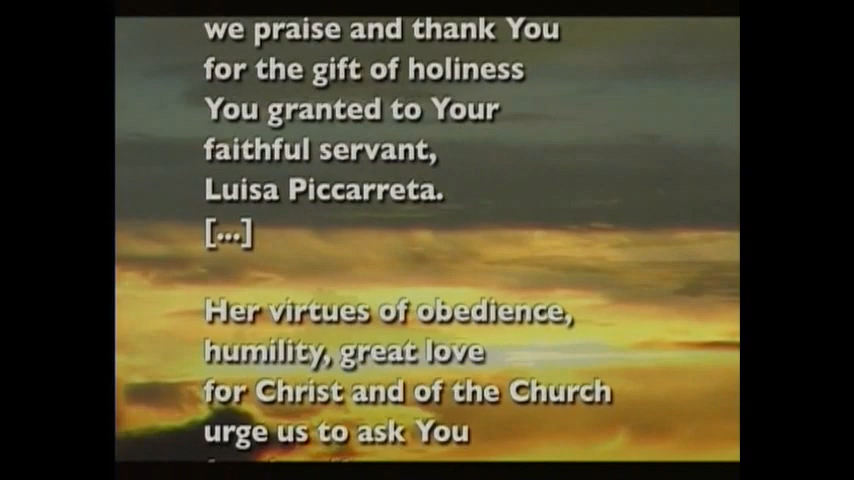 we praise and thank You
for the gift of holiness
You granted to Your
faithful servant,
Luisa Piccarreta.
[...]
Her virtues of obedience,
humility, great love
for Christ and of the Church
urge us to ask You